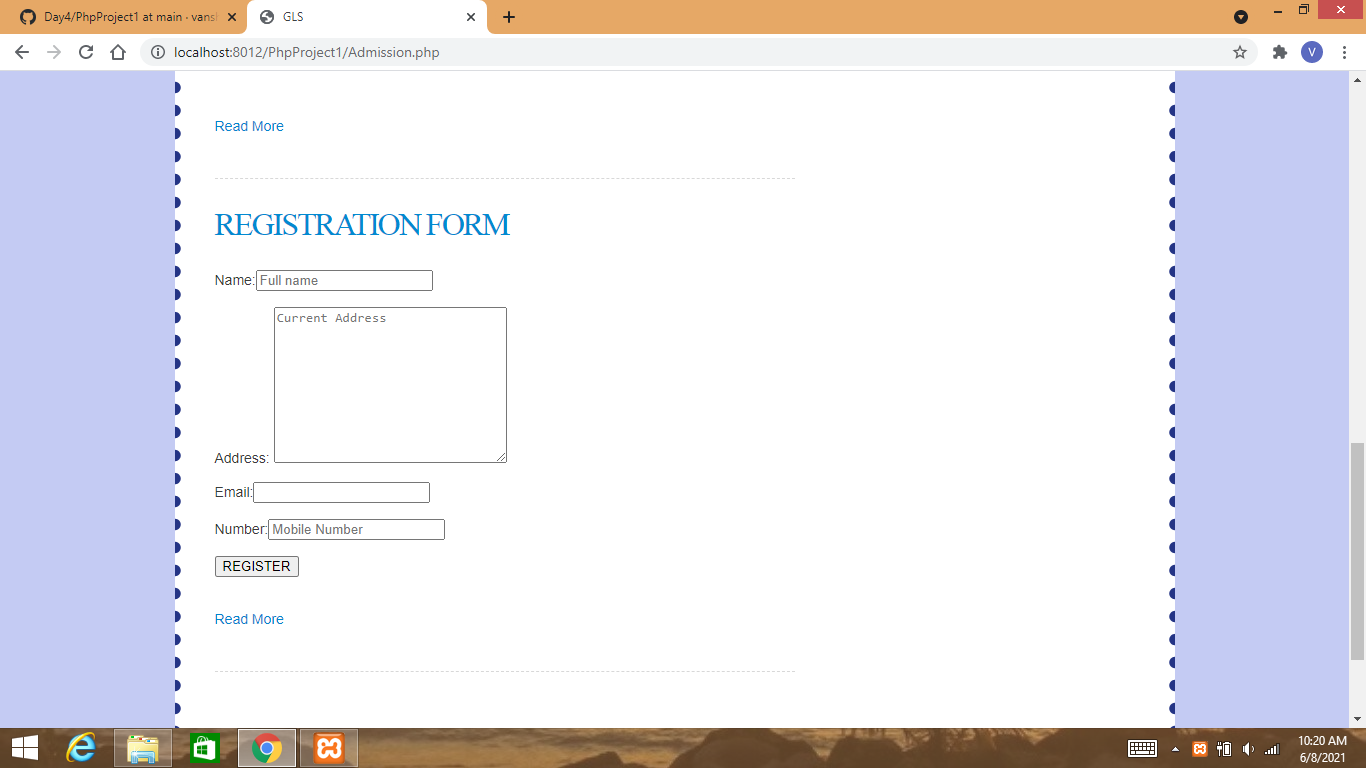 Day4/PhpProject1 at main · vansl
GLS
localhost:8012/PhpProject1/Admission.php
V
Read More
REGISTRATION FORM
Name: Full name
Current Address
Address:
Email:
Number: Mobile Number
REGISTER
Read More
10:20 AM
6/8/2021